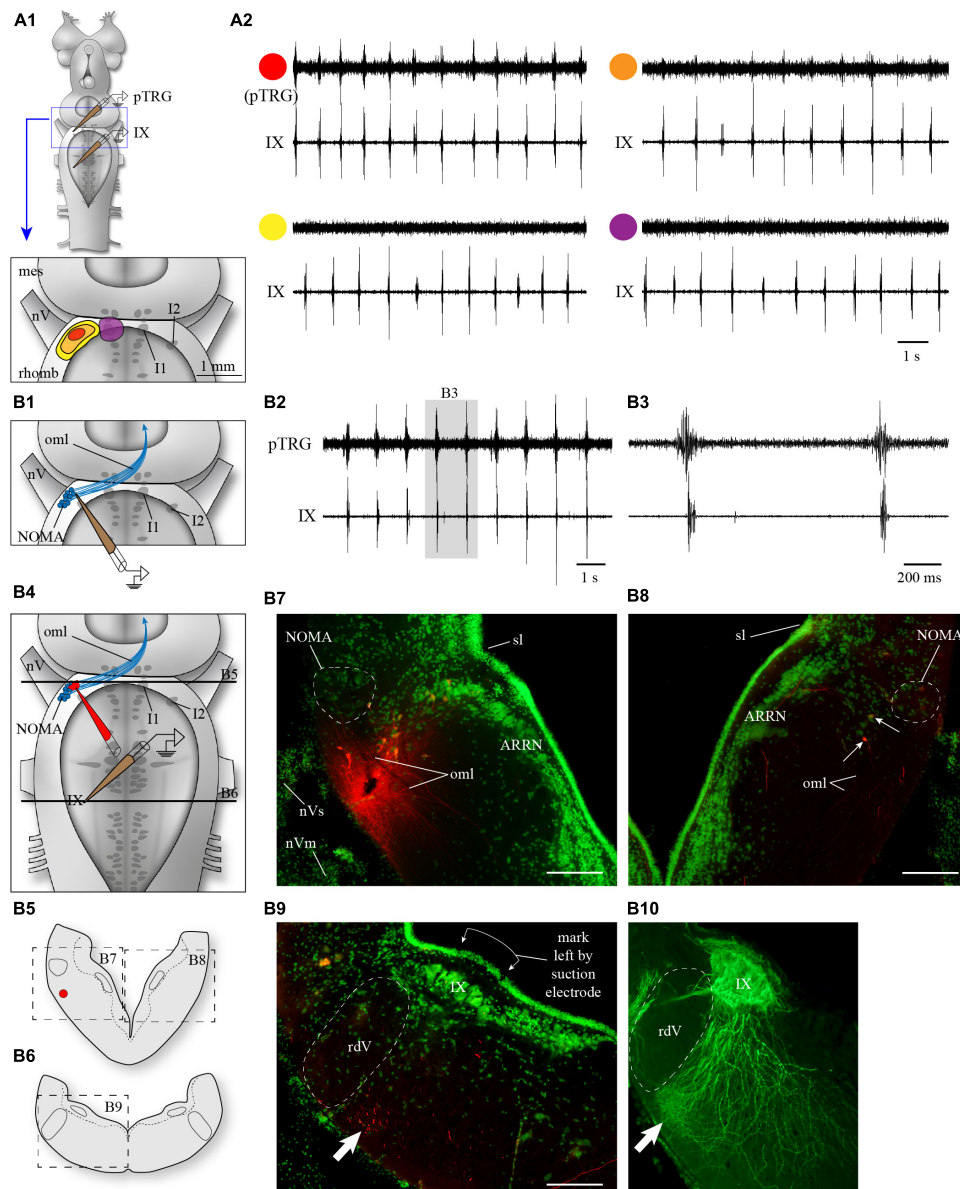 A1
pTRG
IX
mes
nV
I2
I1
rhomb
1 mm
A2
(pTRG)
IX
IX
IX
IX
1 s
B1
oml
nV
I2
I1
NOMA
B2
B3
pTRG
IX
1 s
B3
200 ms
B4
oml
nV
B5
I2
I1
NOMA
IX
B6
B5
B7
B8
B6
B9
B7
NOMA
sl
ARRN
oml
nVs
nVm
B8
sl
NOMA
ARRN
oml
B9
mark
left by
suction
electrode
IX
rdV
B10
IX
rdV